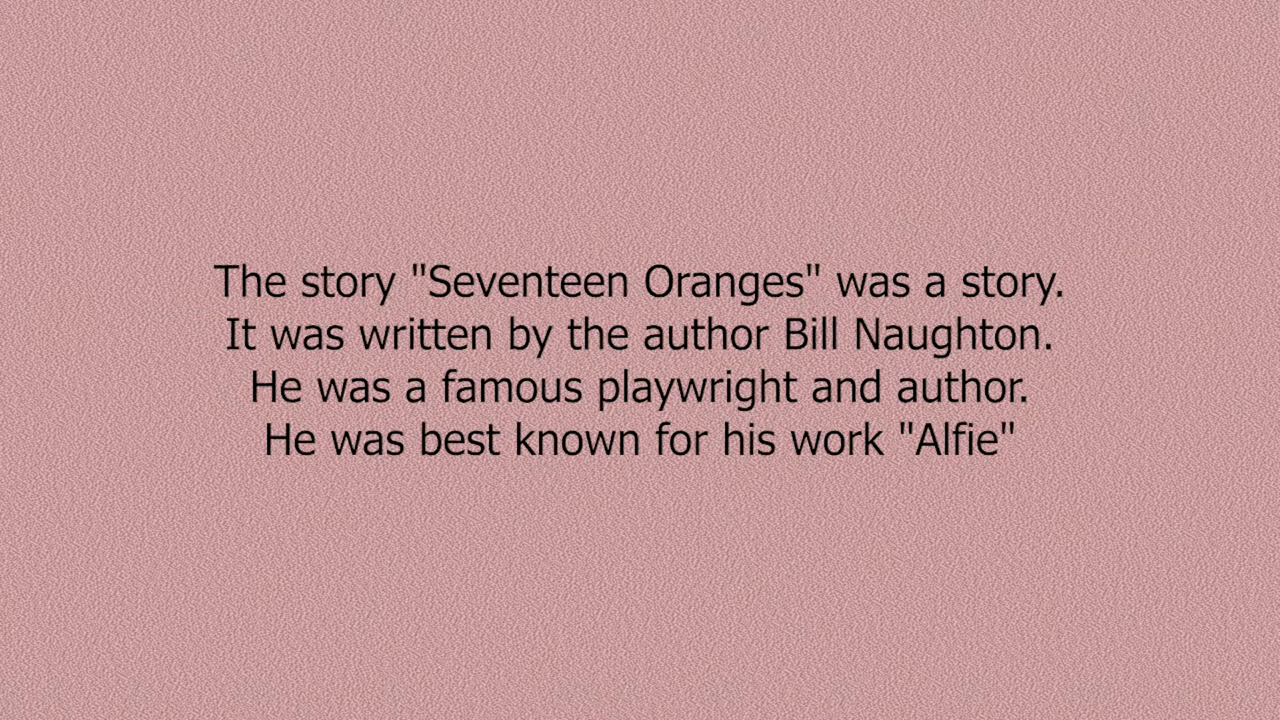 The story "Seventeen Oranges" was a story.
It was written by the author Bill Naughton.
He was a famous playwright and author.
He was best known for his work "Alfie"